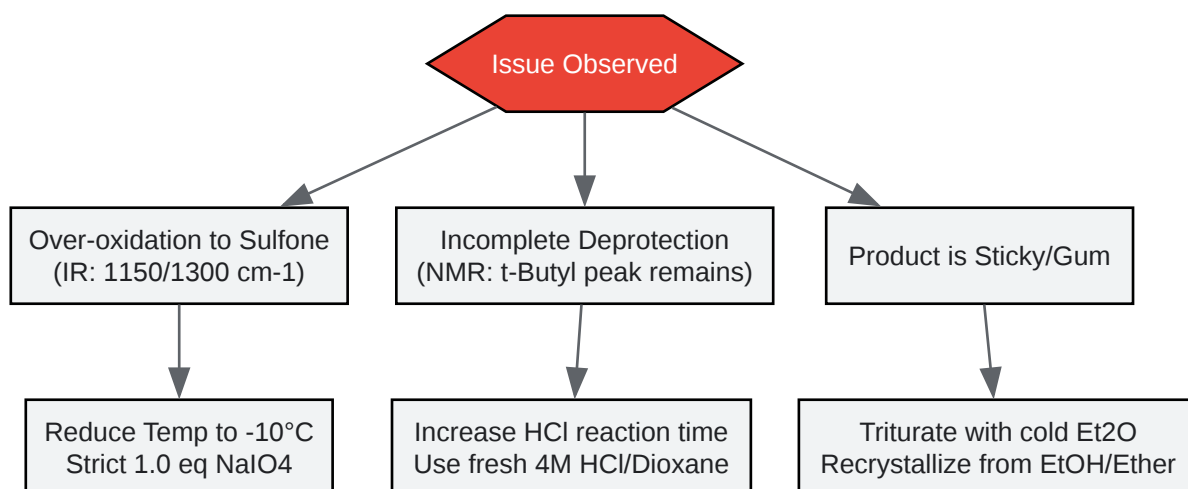 Issue Observed
Over-oxidation to Sulfone
(IR: 1150/1300 cm-1)
Incomplete Deprotection
(NMR: t-Butyl peak remains)
Product is Sticky/Gum
Reduce Temp to -10°C
Strict 1.0 eq NaIO4
Increase HCl reaction time
Use fresh 4M HCl/Dioxane
Triturate with cold Et2O
Recrystallize from EtOH/Ether